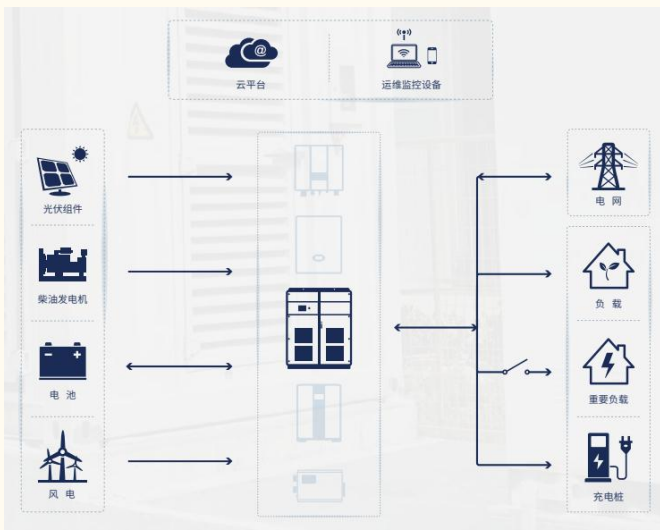 @
云平台
运维监控设备
光伏组件
柴油发电机
电 池
风 电
电 网
负 载
重要负载
充电桩